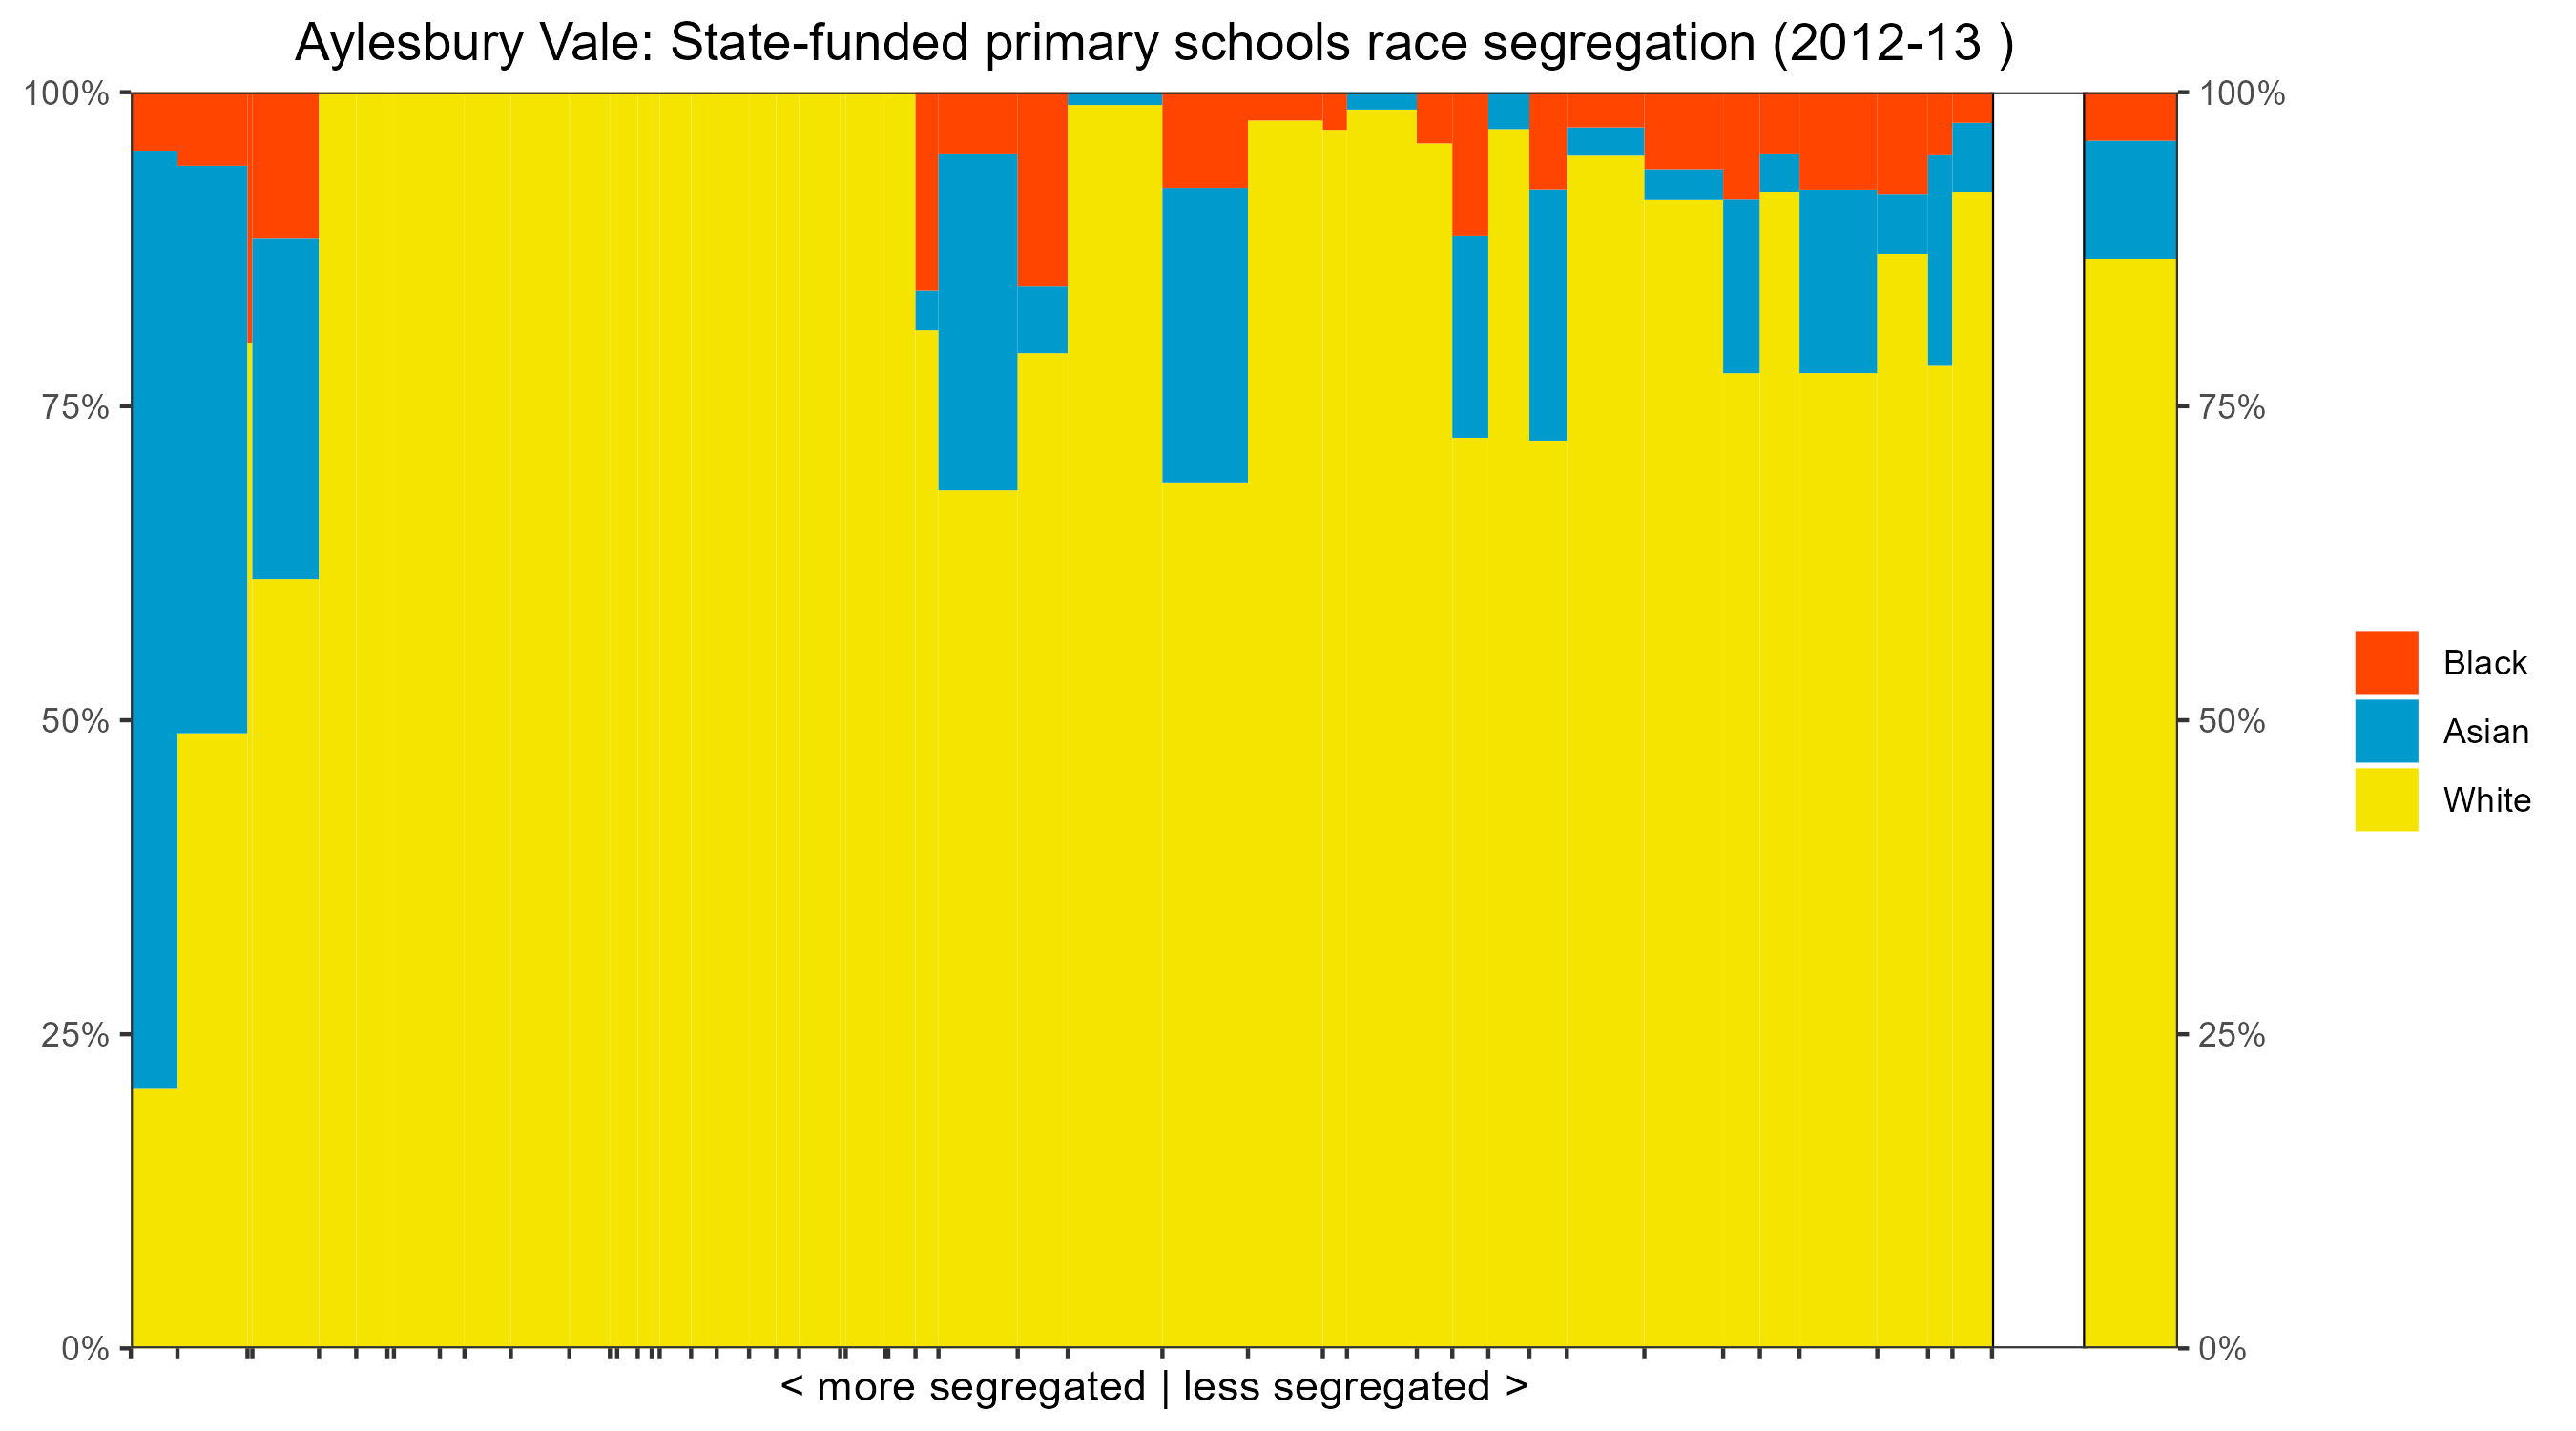 Aylesbury Vale: State-funded primary schools race segregation (2012-13 )
100%
75%
50%
25%
0%
100%
75%
50%
25%
0%
Black
Asian
White
< more segregated | less segregated >